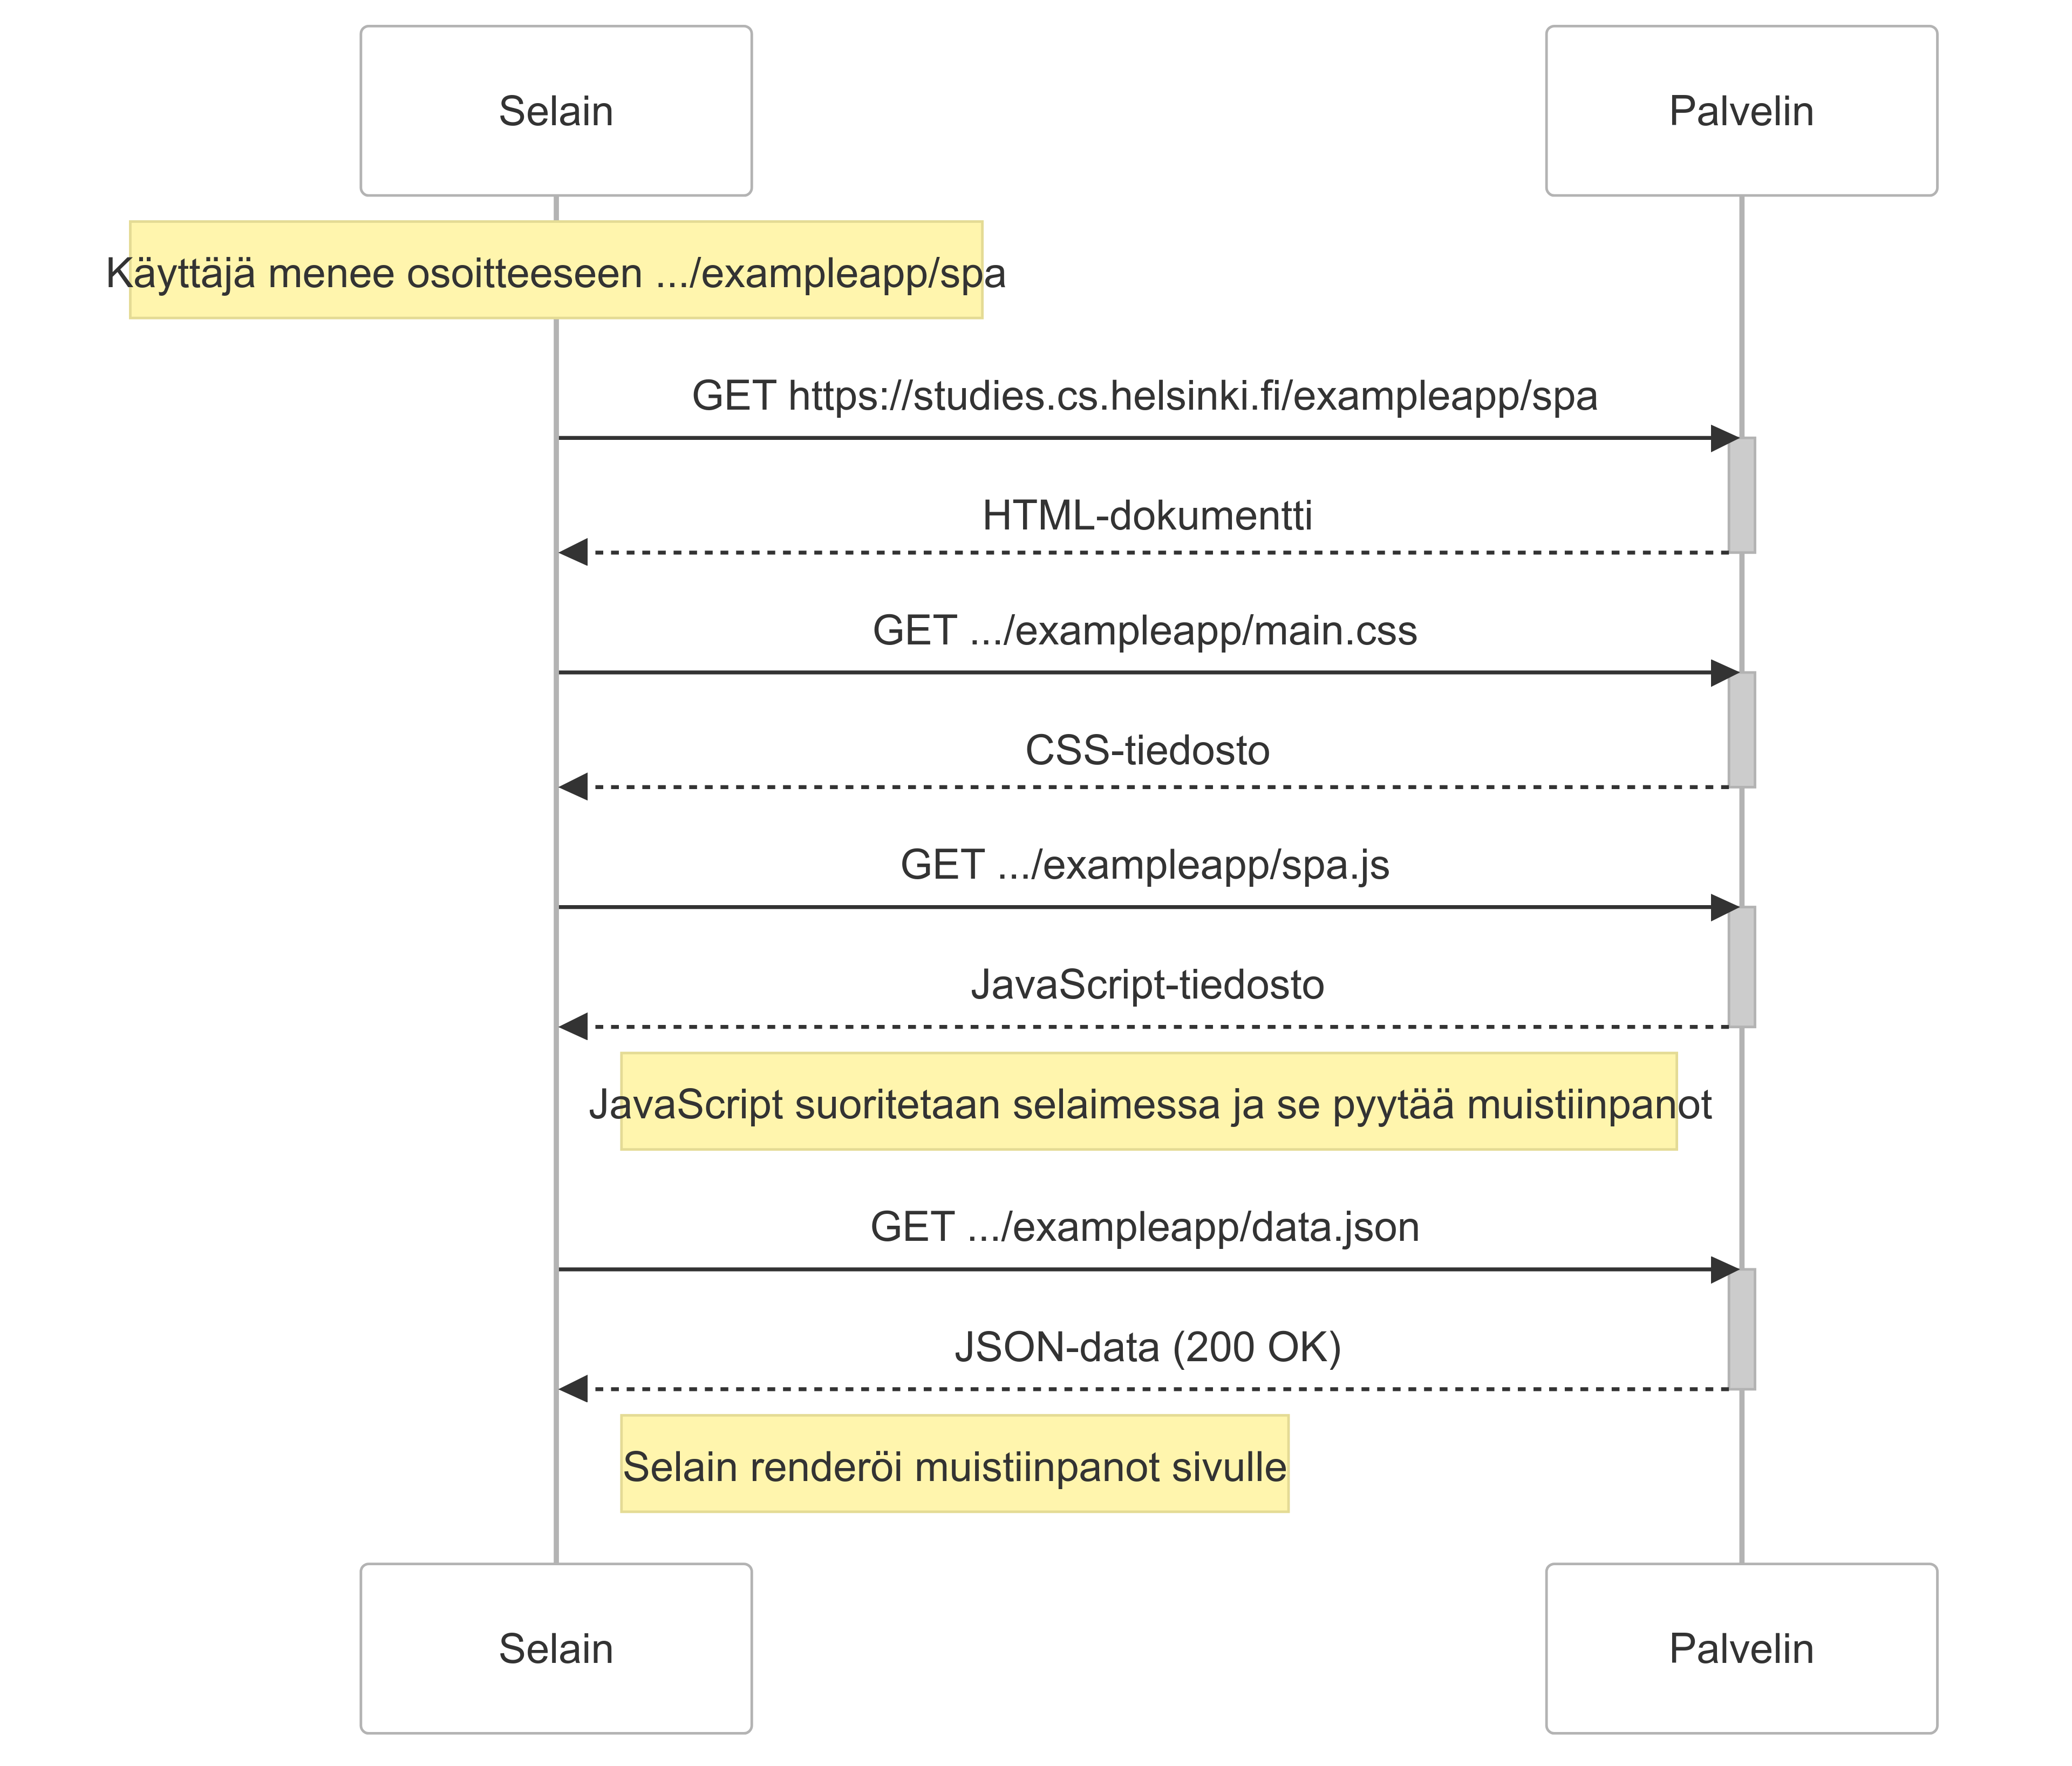 Selain
Palvelin
Käyttäjä menee osoitteeseen .../exampleapp/spa
GET https://studies.cs.helsinki.fi/exampleapp/spa
HTML-dokumentti
GET .../exampleapp/main.css
CSS-tiedosto
GET .../exampleapp/spa.js
JavaScript-tiedosto
JavaScript suoritetaan selaimessa ja se pyytää muistiinpanot
GET .../exampleapp/data.json
JSON-data (200 OK)
Selain renderöi muistiinpanot sivulle
Selain
Palvelin